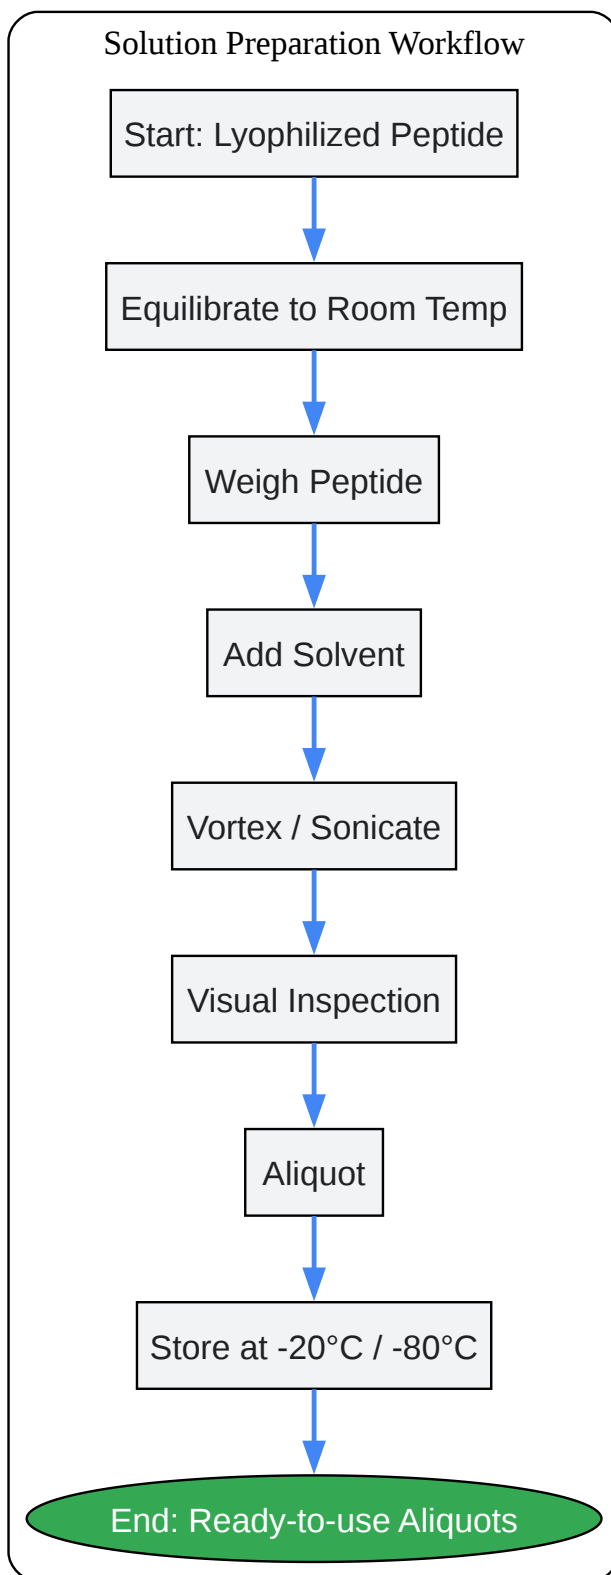 Solution Preparation Workflow
Start: Lyophilized Peptide
Equilibrate to Room Temp
Weigh Peptide
Add Solvent
Vortex / Sonicate
Visual Inspection
Aliquot
Store at -20°C / -80°C
End: Ready-to-use Aliquots